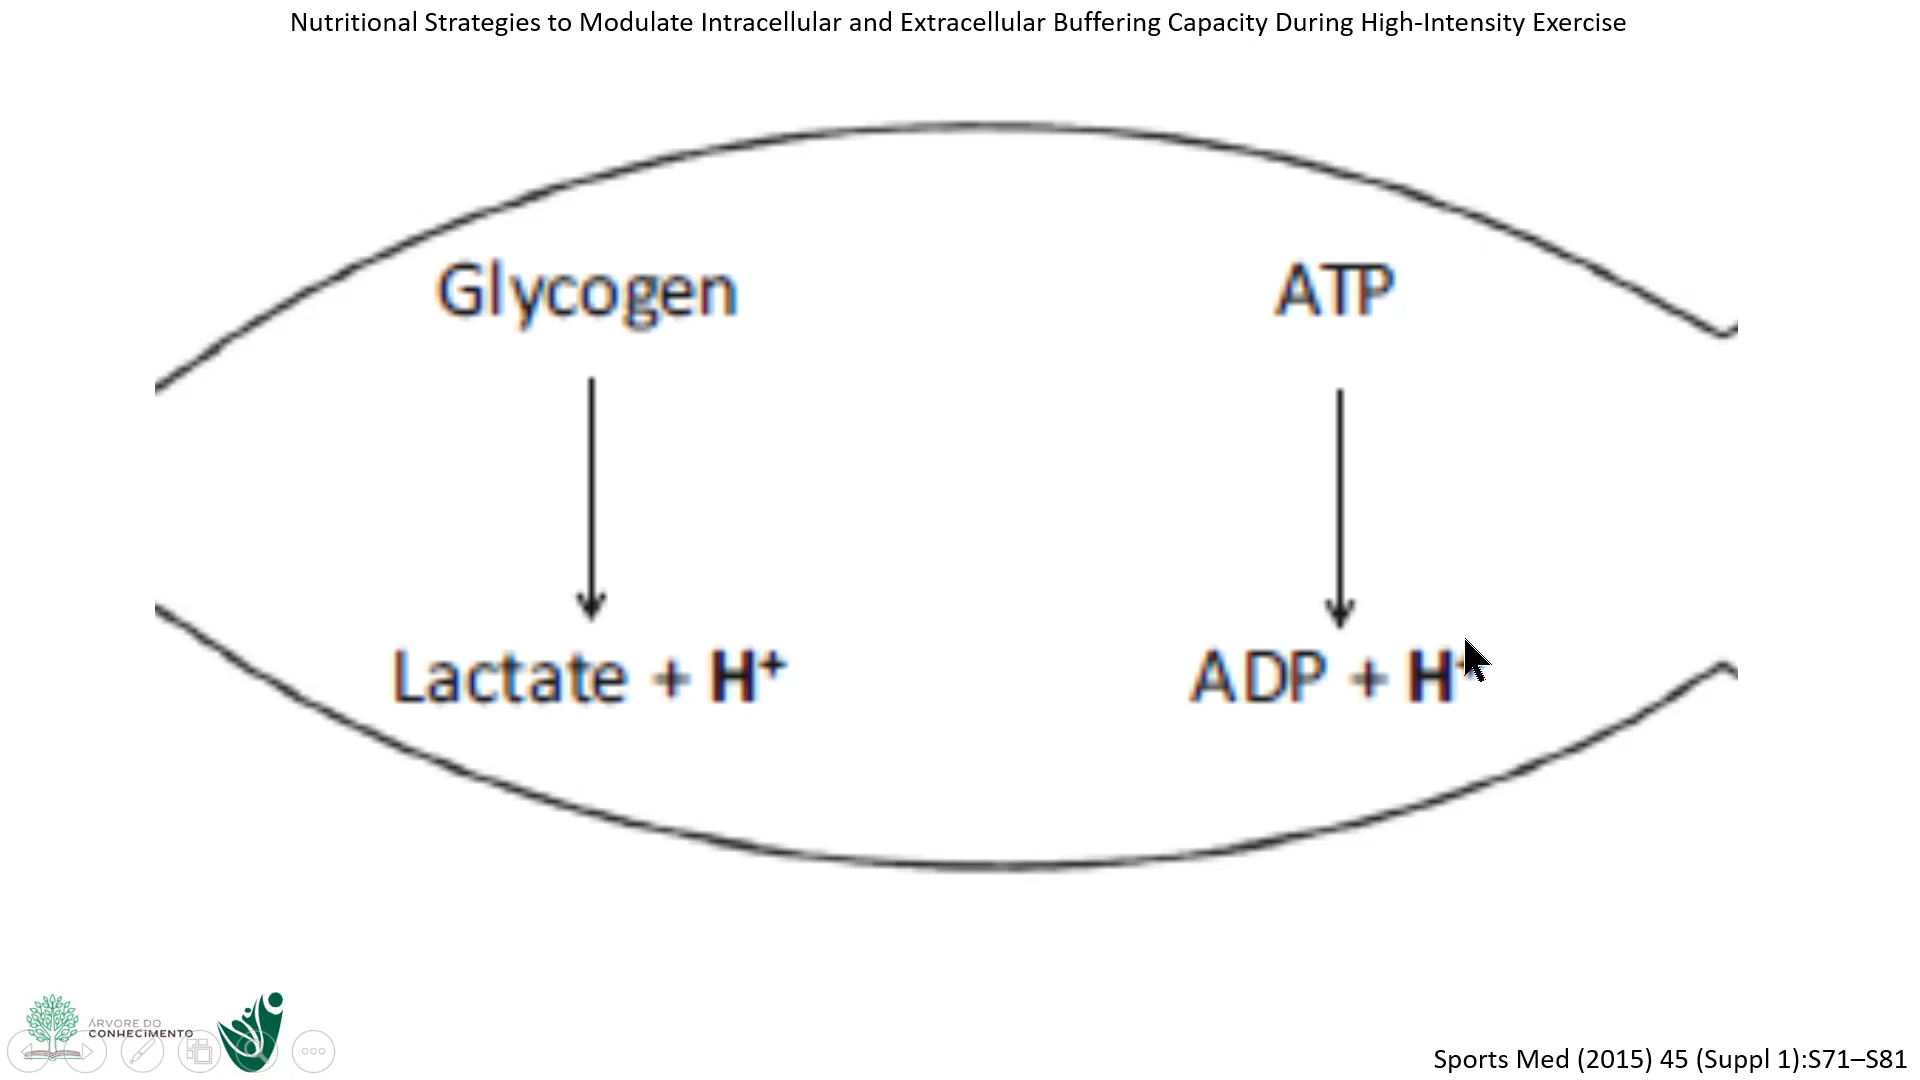 Nutritional Strategies to Modulate Intracellular and Extracellular Buffering Capacity During High-Intensity Exercise
Glycogen
ATP
Lactate + H⁺
ADP + H⁺
ÁRVORE DO
CONHECIMENTO
Sports Med (2015) 45 (Suppl 1):S71–S81